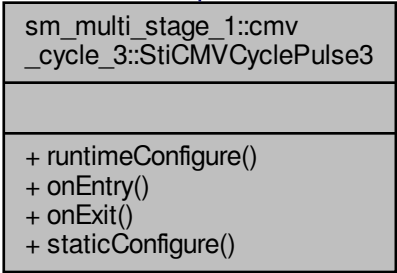 sm_multi_stage_1::cmv
_cycle_3::StiCMVCyclePulse3
+ runtimeConfigure()
+ onEntry()
+ onExit()
+ staticConfigure()